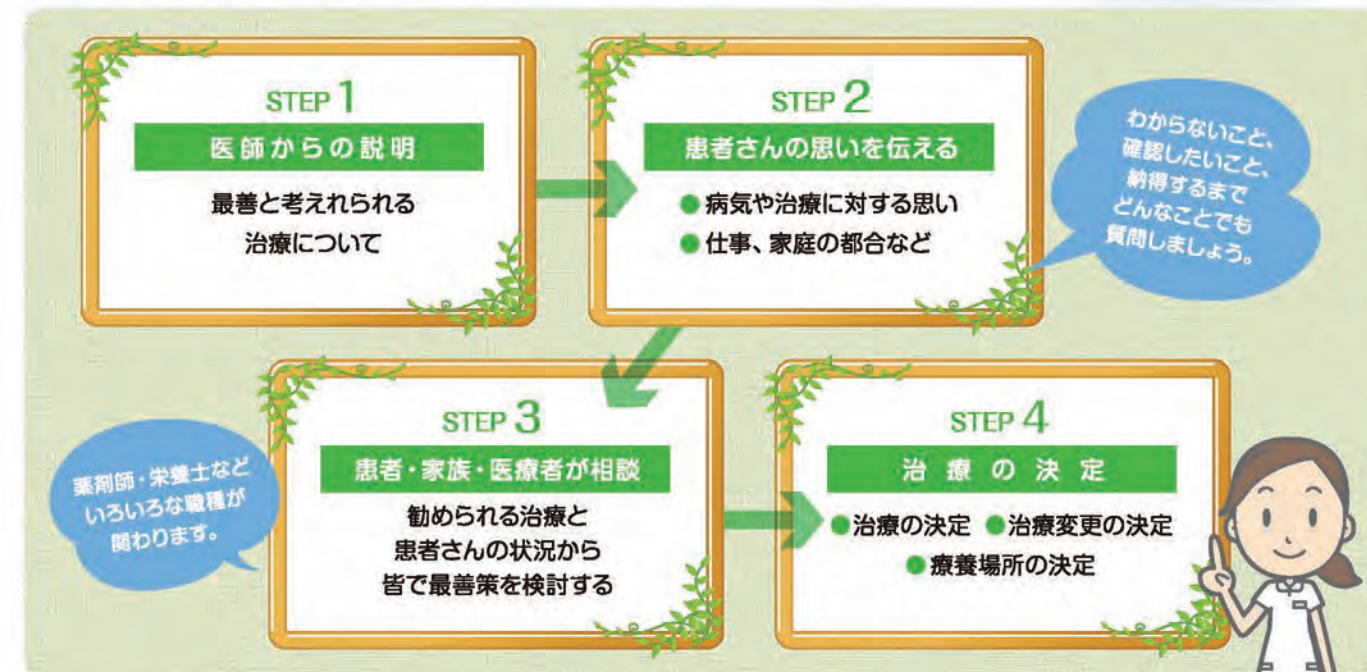 STEP 1
医師からの説明
最善と考えれられる
治療について
STEP 2
患者さんの思いを伝える
●病気や治療に対する思い
●仕事、家庭の都合など
わからないこと、
確認したいこと、
納得するまで
どんなことでも
質問しましょう。
STEP 3
患者・家族・医療者が相談
勧められる治療と
患者さんの状況から
皆で最善策を検討する
薬剤師・栄養士など
いろいろな職種が
関わります。
STEP 4
治療の決定
●治療の決定 ●治療変更の決定
●療養場所の決定